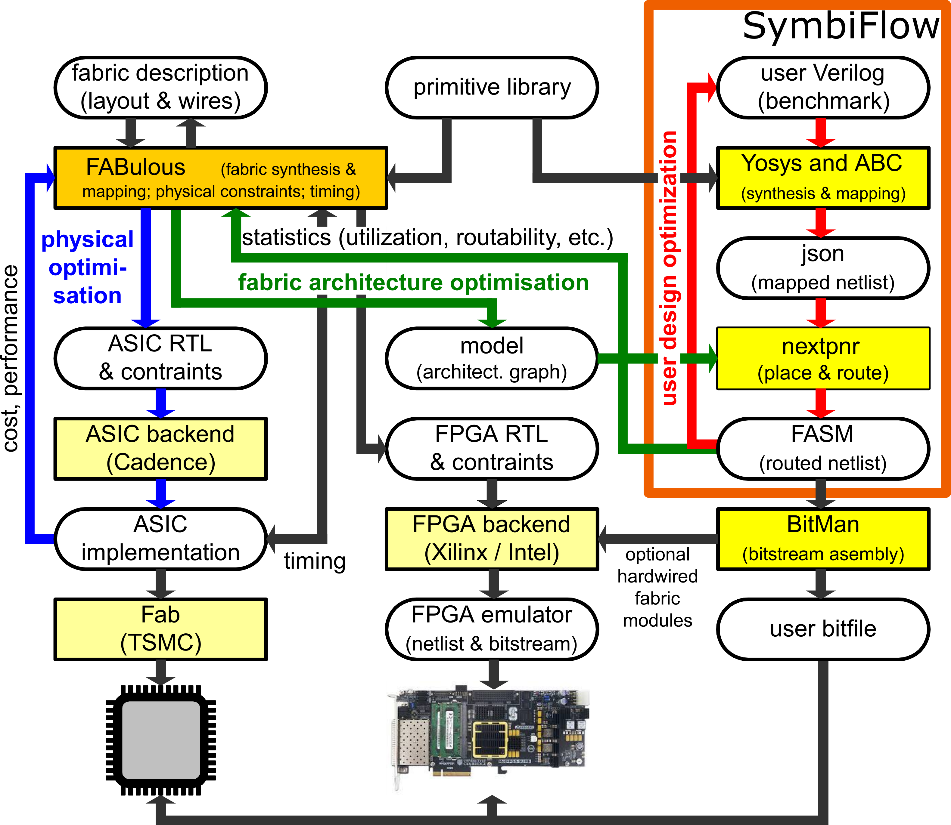 SymbiFlow
fabric description
(layout & wires)
primitive library
user Verilog
(benchmark)
FABulous (fabric synthesis &
mapping; physical constraints; timing)
Yosys and ABC
(synthesis & mapping)
physical
optimi-
sation
statistics (utilization, routability, etc.)
fabric architecture optimisation
user design optimization
json
(mapped netlist)
cost, performance
ASIC RTL
& contraints
model
(architect. graph)
nextpnr
(place & route)
ASIC backend
(Cadence)
FPGA RTL
& contraints
FASM
(routed netlist)
ASIC
implementation
timing
FPGA backend
(Xilinx / Intel)
optional
hardwired
fabric
modules
BitMan
(bitstream asembly)
Fab
(TSMC)
FPGA emulator
(netlist & bitstream)
user bitfile